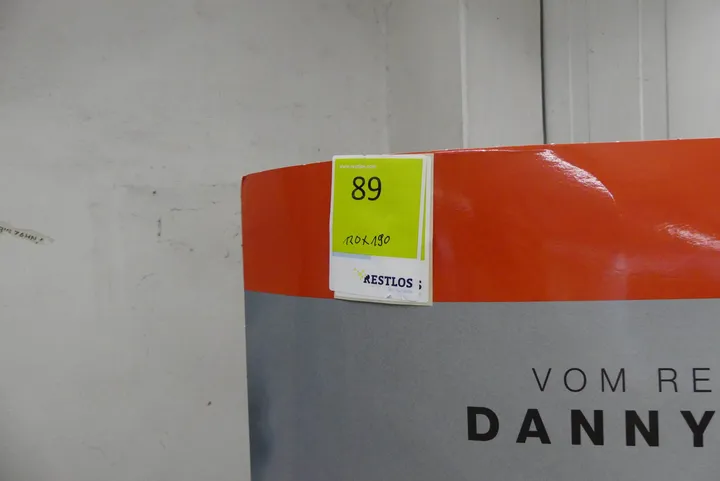 89
120x190
RESTLOS
VOM RE
DANNY